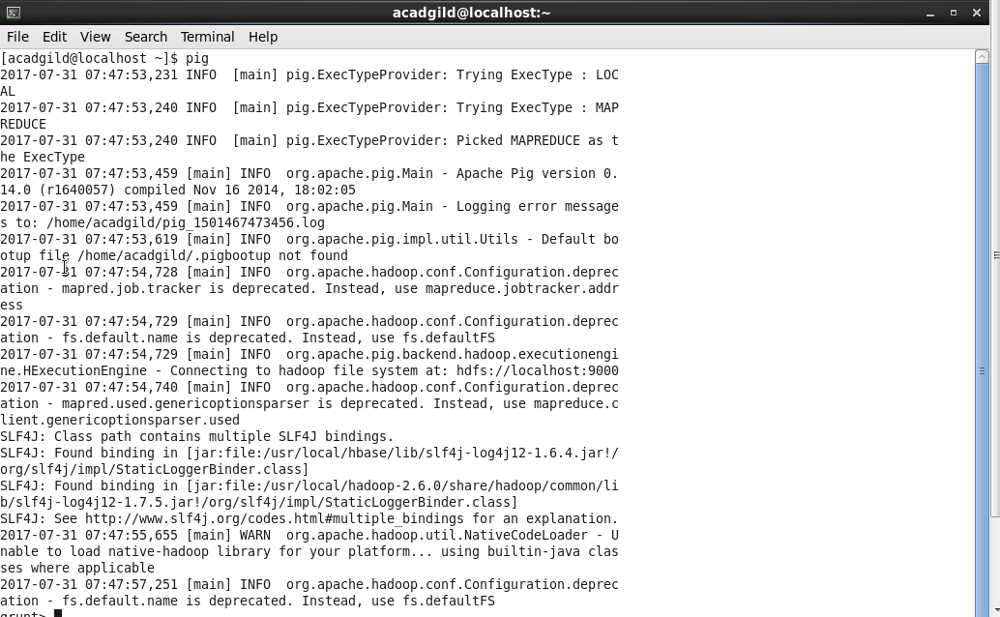 acadgild@localhost:~
File Edit View Search Terminal Help
[acadgild@localhost ~]$ pig
2017-07-31 07:47:53,231 INFO  [main] pig.ExecTypeProvider: Trying ExecType : LOC
AL
2017-07-31 07:47:53,240 INFO  [main] pig.ExecTypeProvider: Trying ExecType : MAP
REDUCE
2017-07-31 07:47:53,240 INFO  [main] pig.ExecTypeProvider: Picked MAPREDUCE as t
he ExecType
2017-07-31 07:47:53,459 [main] INFO  org.apache.pig.Main - Apache Pig version 0.
14.0 (r1640057) compiled Nov 16 2014, 18:02:05
2017-07-31 07:47:53,459 [main] INFO  org.apache.pig.Main - Logging error message
s to: /home/acadgild/pig_1501467473456.log
2017-07-31 07:47:53,619 [main] INFO  org.apache.pig.impl.util.Utils - Default bo
otup file /home/acadgild/.pigbootup not found
2017-07-31 07:47:54,728 [main] INFO  org.apache.hadoop.conf.Configuration.deprec
ation - mapred.job.tracker is deprecated. Instead, use mapreduce.jobtracker.addr
ess
2017-07-31 07:47:54,729 [main] INFO  org.apache.hadoop.conf.Configuration.deprec
ation - fs.default.name is deprecated. Instead, use fs.defaultFS
2017-07-31 07:47:54,729 [main] INFO  org.apache.pig.backend.hadoop.executionengi
ne.HExecutionEngine - Connecting to hadoop file system at: hdfs://localhost:9000
2017-07-31 07:47:54,740 [main] INFO  org.apache.hadoop.conf.Configuration.deprec
ation - mapred.used.genericoptionsparser is deprecated. Instead, use mapreduce.c
lient.genericoptionsparser.used
SLF4J: Class path contains multiple SLF4J bindings.
SLF4J: Found binding in [jar:file:/usr/local/hbase/lib/slf4j-log4j12-1.6.4.jar!/
org/slf4j/impl/StaticLoggerBinder.class]
SLF4J: Found binding in [jar:file:/usr/local/hadoop-2.6.0/share/hadoop/common/li
b/slf4j-log4j12-1.7.5.jar!/org/slf4j/impl/StaticLoggerBinder.class]
SLF4J: See http://www.slf4j.org/codes.html#multiple_bindings for an explanation.
2017-07-31 07:47:55,655 [main] WARN  org.apache.hadoop.util.NativeCodeLoader - U
nable to load native-hadoop library for your platform... using builtin-java clas
ses where applicable
2017-07-31 07:47:57,251 [main] INFO  org.apache.hadoop.conf.Configuration.deprec
ation - fs.default.name is deprecated. Instead, use fs.defaultFS
grunt>